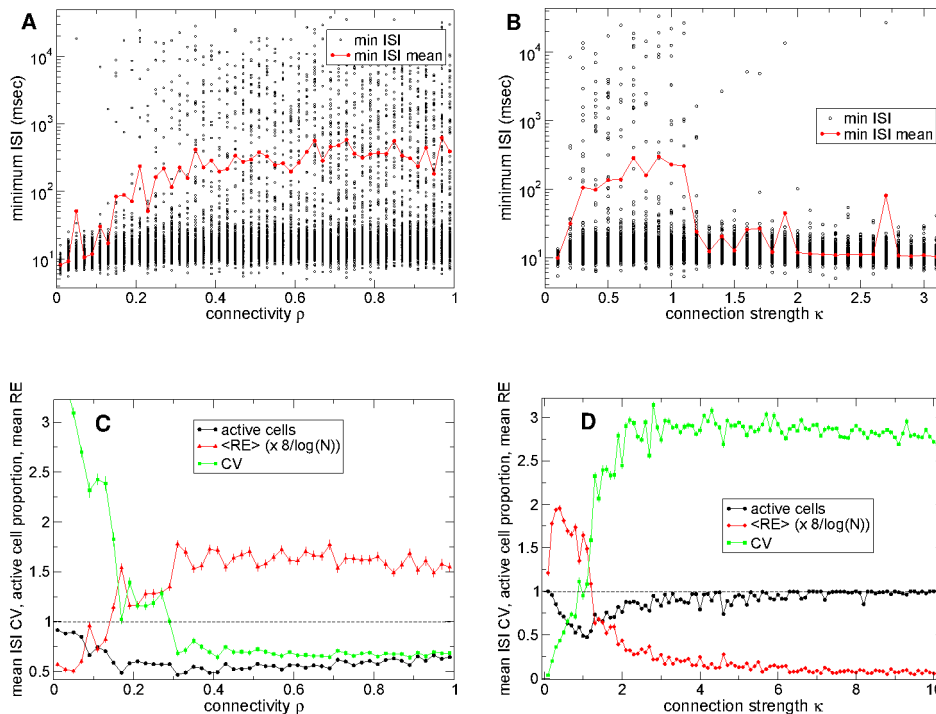 A
min ISI
min ISI mean
minimum ISI (msec)
10^4
10^3
10^2
10^1
0 0.2 0.4 0.6 0.8 1
connectivity ρ
B
min ISI
min ISI mean
minimum ISI (msec)
10^4
10^3
10^2
10^1
0 0.5 1 1.5 2 2.5 3
connection strength κ
C
active cells
<RE> (x 8/log(N))
CV
mean ISI CV, active cell proportion, mean RE
3
2.5
2
1.5
1
0.5
0 0.2 0.4 0.6 0.8 1
connectivity ρ
D
active cells
<RE> (x 8/log(N))
CV
mean ISI CV, active cell proportion, mean RE
3
2
1
0
0 2 4 6 8 10
connection strength κ